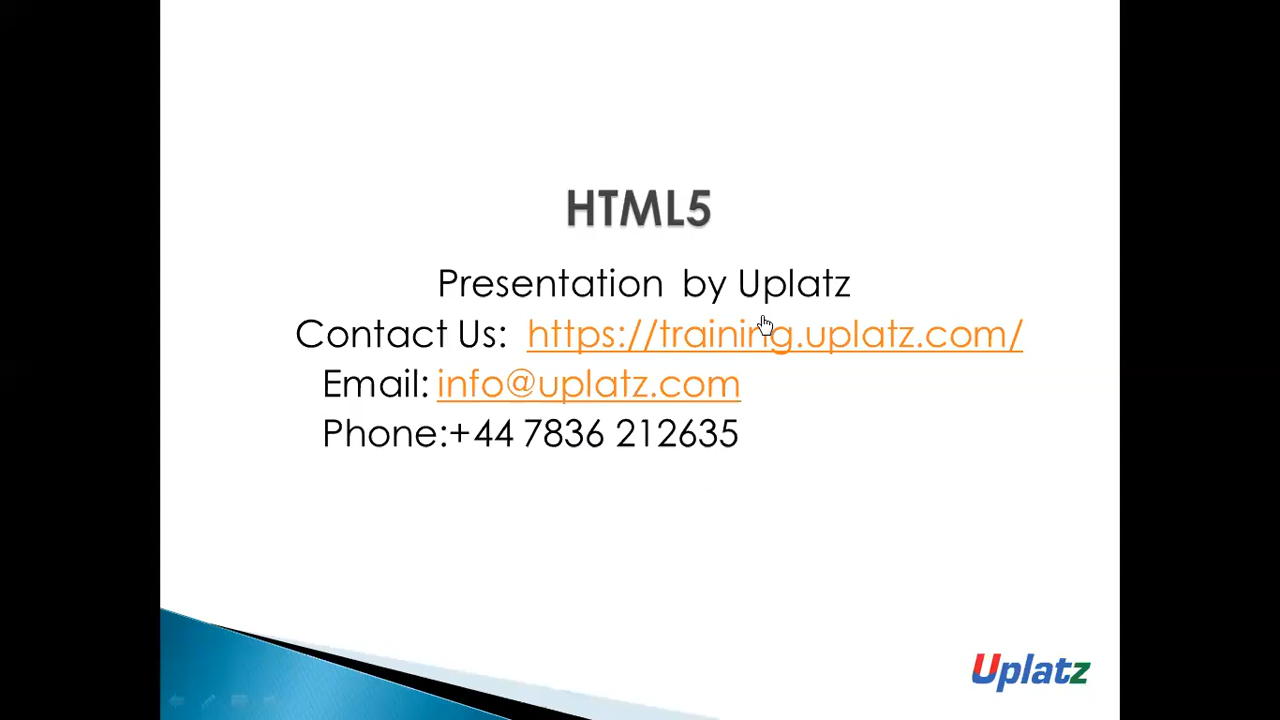 HTML5
Presentation by Uplatz
Contact Us: https://training.uplatz.com/
Email: info@uplatz.com
Phone:+44 7836 212635
Uplatz